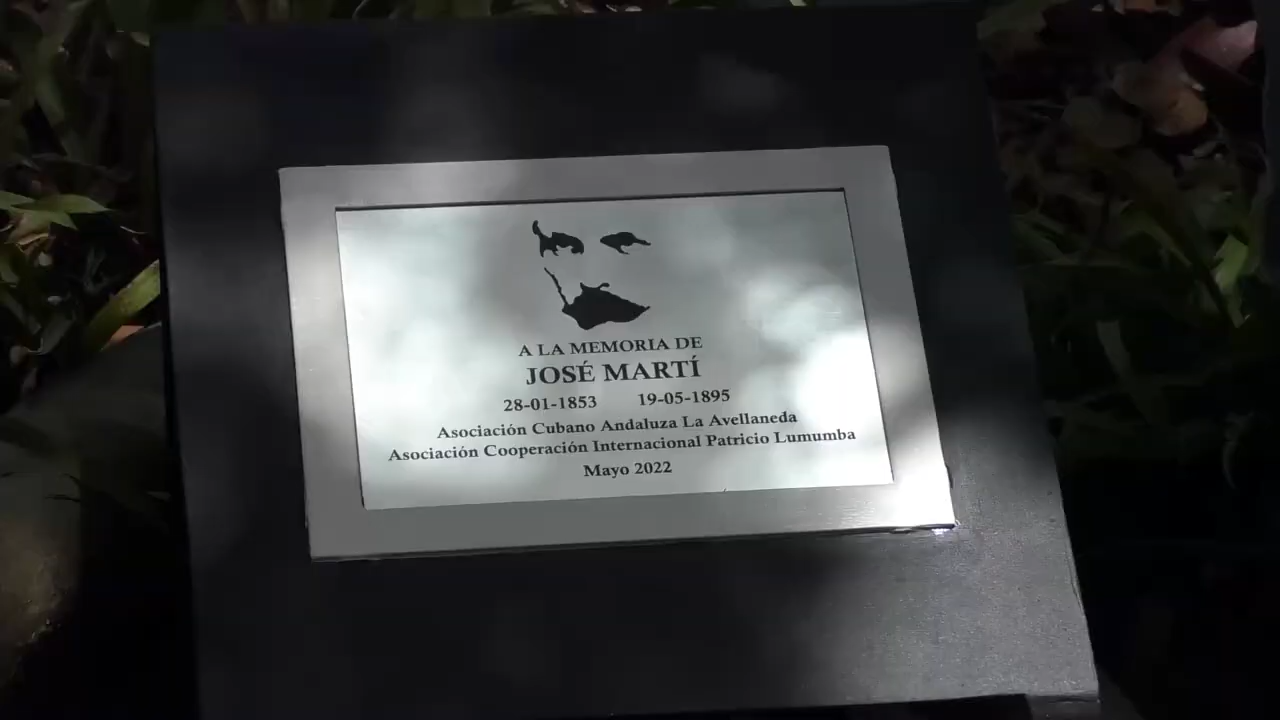 A LA MEMORIA DE
JOSÉ MARTÍ
28-01-1853 19-05-1895
Asociación Cubano Andaluza La Avellaneda
Asociación Cooperación Internacional Patricio Lumumba
Mayo 2022